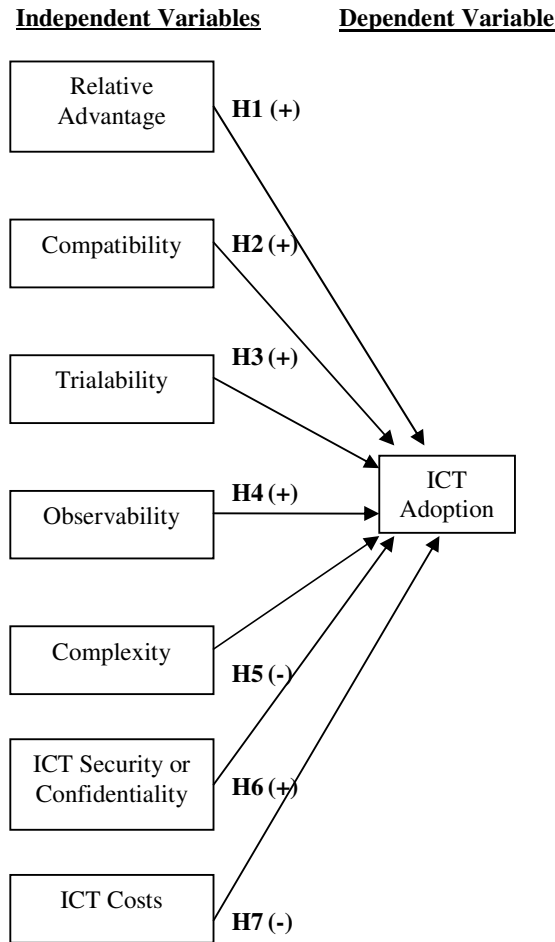 Independent Variables
Dependent Variable
Relative
Advantage
H1 (+)
Compatibility
H2 (+)
Trialability
H3 (+)
ICT
Adoption
Observability
H4 (+)
Complexity
H5 (-)
ICT Security or
Confidentiality
H6 (+)
ICT Costs
H7 (-)